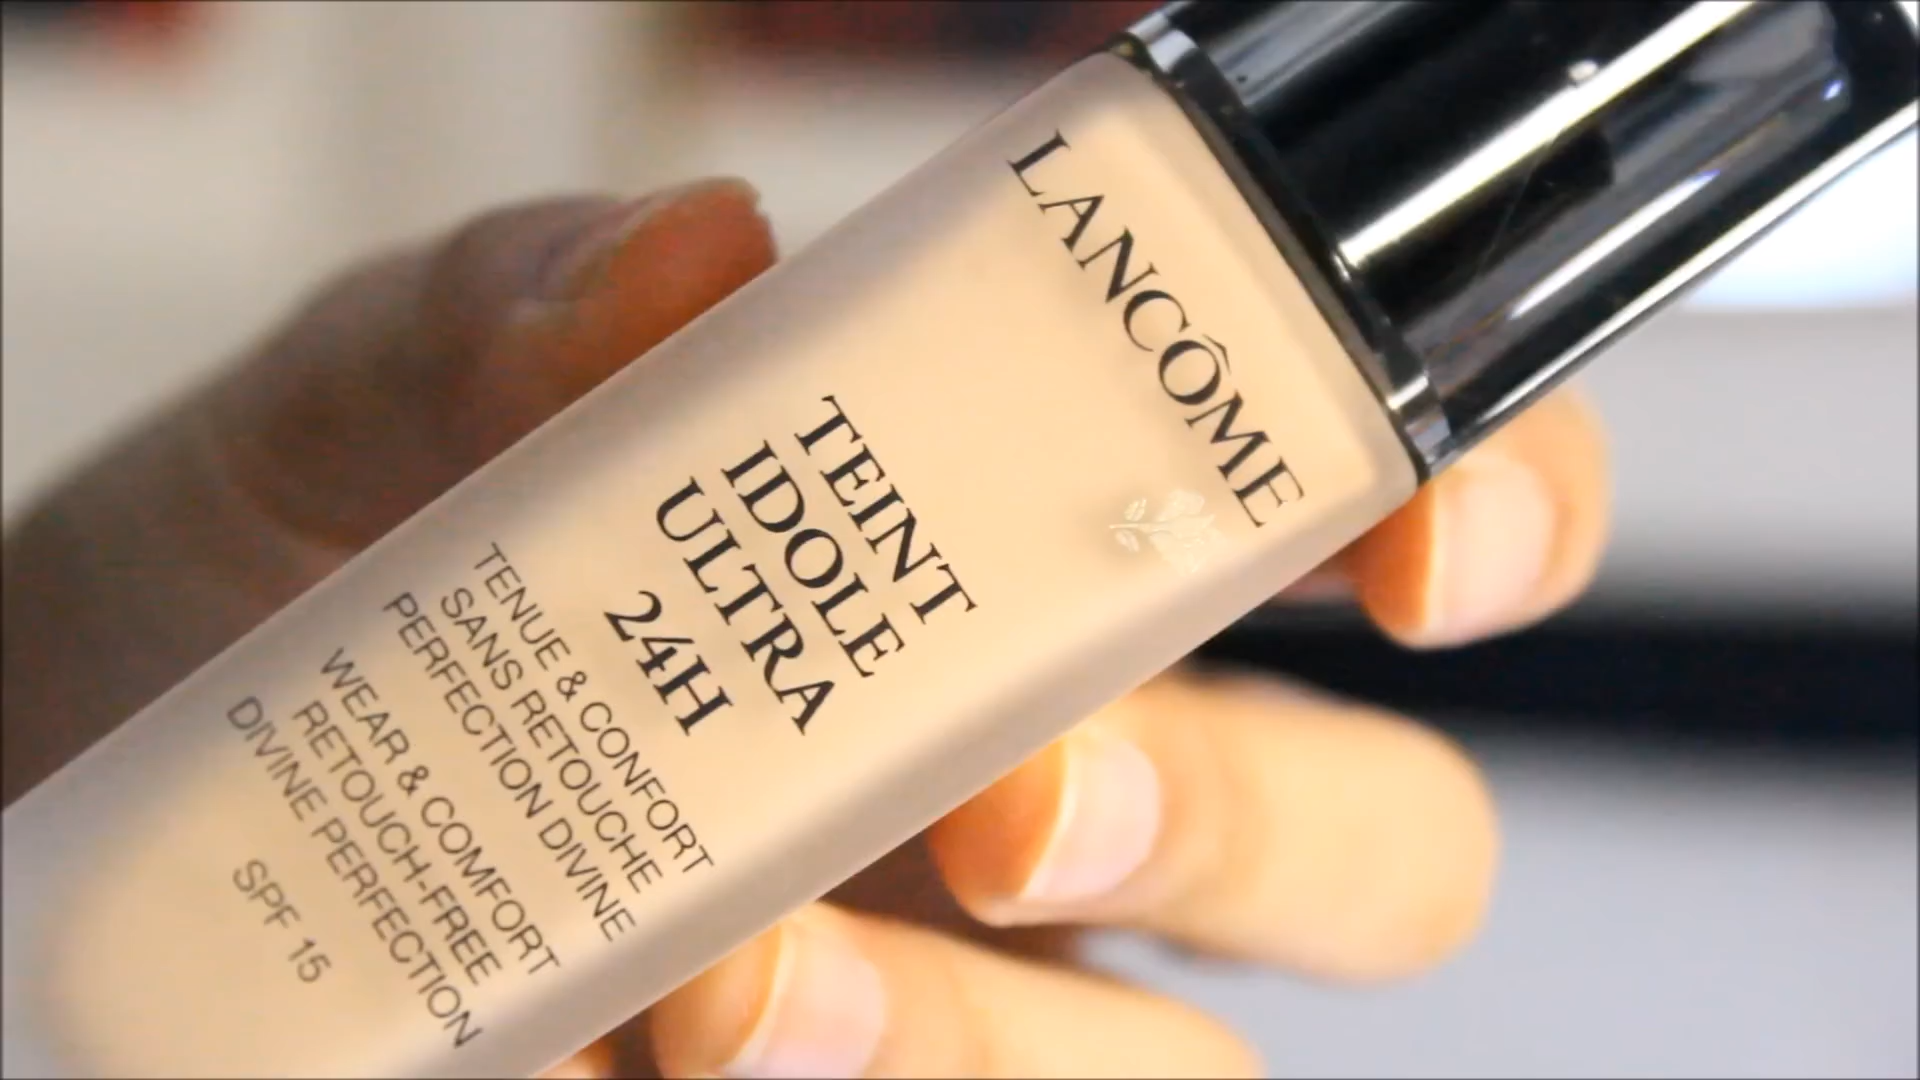 LANCÔME
TEINT
IDOLE
ULTRA
24H
TENUE & CONFORT
SANS RETOUCHE
PERFECTION DIVINE
WEAR & COMFORT
RETOUCH-FREE
DIVINE PERFECTION
SPF 15